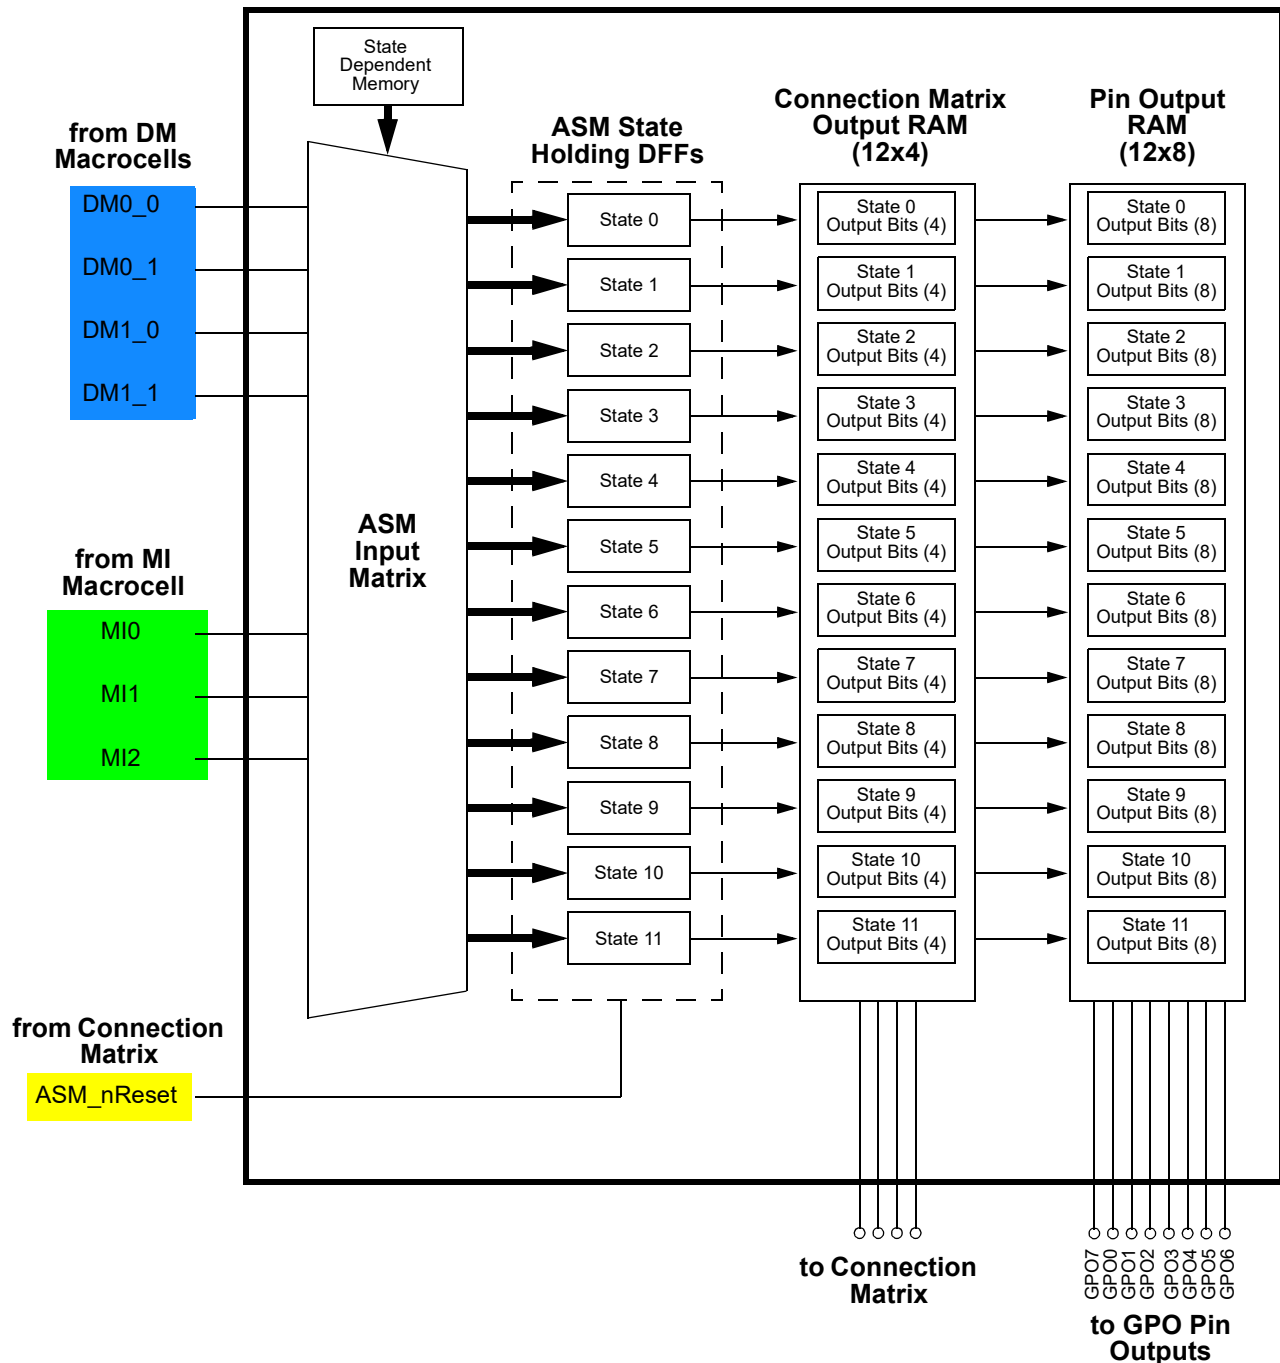 State
Dependent
Memory
from DM
Macrocells
DM0_0
DM0_1
DM1_0
DM1_1
from MI
Macrocell
MI0
MI1
MI2
from Connection
Matrix
ASM_nReset
ASM
Input
Matrix
ASM State
Holding DFFs
State 0
State 1
State 2
State 3
State 4
State 5
State 6
State 7
State 8
State 9
State 10
State 11
Connection Matrix
Output RAM
(12x4)
State 0
Output Bits (4)
State 1
Output Bits (4)
State 2
Output Bits (4)
State 3
Output Bits (4)
State 4
Output Bits (4)
State 5
Output Bits (4)
State 6
Output Bits (4)
State 7
Output Bits (4)
State 8
Output Bits (4)
State 9
Output Bits (4)
State 10
Output Bits (4)
State 11
Output Bits (4)
to Connection
Matrix
Pin Output
RAM
(12x8)
State 0
Output Bits (8)
State 1
Output Bits (8)
State 2
Output Bits (8)
State 3
Output Bits (8)
State 4
Output Bits (8)
State 5
Output Bits (8)
State 6
Output Bits (8)
State 7
Output Bits (8)
State 8
Output Bits (8)
State 9
Output Bits (8)
State 10
Output Bits (8)
State 11
Output Bits (8)
GPO7
GPO0
GPO1
GPO2
GPO3
GPO4
GPO5
GPO6
to GPO Pin
Outputs